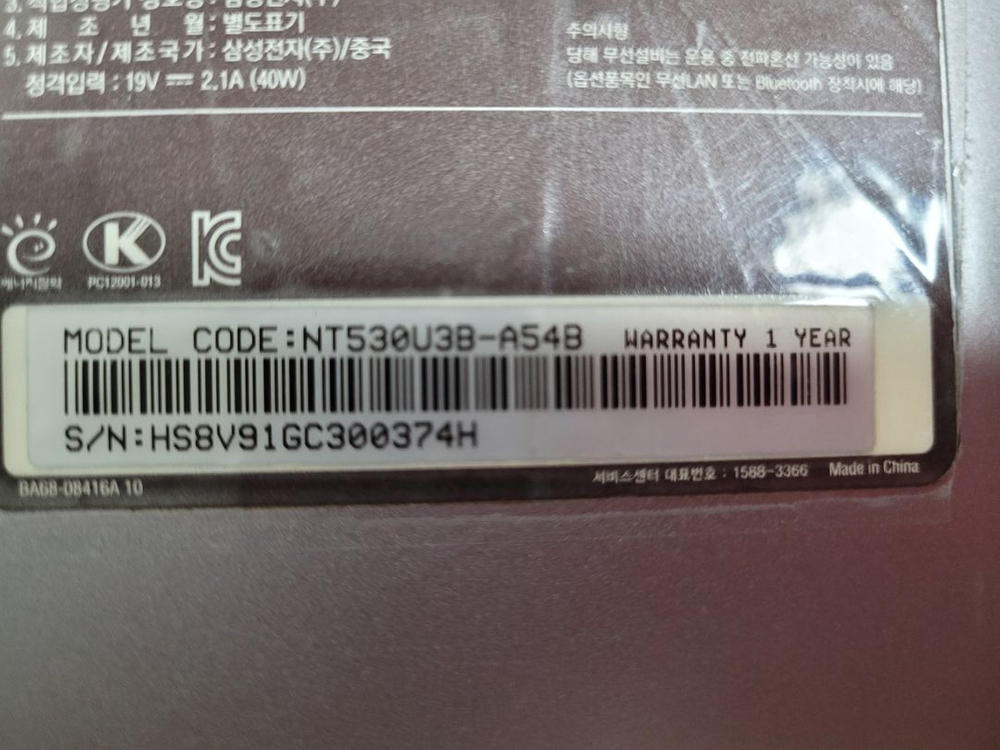 4. 제 조 년 월 : 별도표기
5. 제조자/제조국가 : 삼성전자(주)/중국
정격입력 : 19V 2.1A (40W)
주의사항
당해 무선설비는 운용 중 전파혼선 가능성이 있음
(옵션품목인 무선LAN 또는 Bluetooth 장착시에 해당)
K
PC12001-013
MODEL CODE:NT530U3B-A54B WARRANTY 1 YEAR
S/N:HS8V91GC300374H
BA68-08416A 10
서비스센터 대표번호 : 1588-3366 Made in China